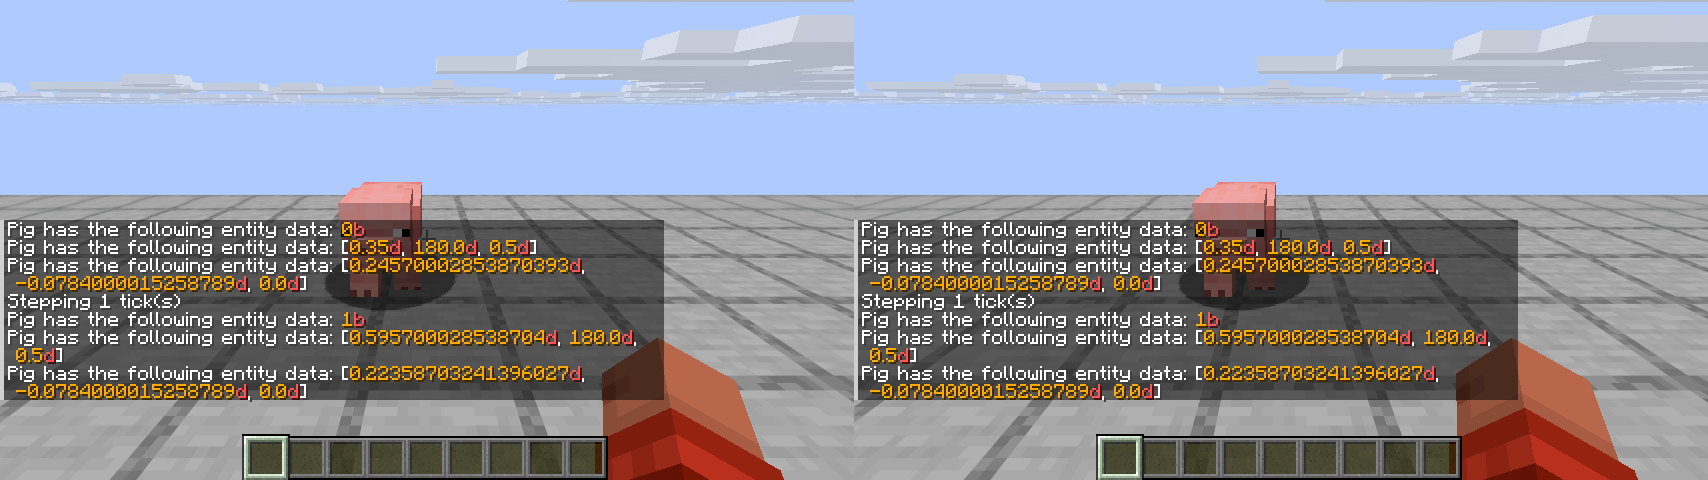 Pig has the following entity data: 0b
Pig has the following entity data: [0.35d, 180.0d, 0.5d]
Pig has the following entity data: [0.24570002853870393d,
-0.0784000015258789d, 0.0d]
Stepping 1 tick(s)
Pig has the following entity data: 1b
Pig has the following entity data: [0.595700028538704d, 180.0d,
0.5d]
Pig has the following entity data: [0.22358703241396027d,
-0.0784000015258789d, 0.0d]
Pig has the following entity data: 0b
Pig has the following entity data: [0.35d, 180.0d, 0.5d]
Pig has the following entity data: [0.24570002853870393d,
-0.0784000015258789d, 0.0d]
Stepping 1 tick(s)
Pig has the following entity data: 1b
Pig has the following entity data: [0.595700028538704d, 180.0d,
0.5d]
Pig has the following entity data: [0.22358703241396027d,
-0.0784000015258789d, 0.0d]